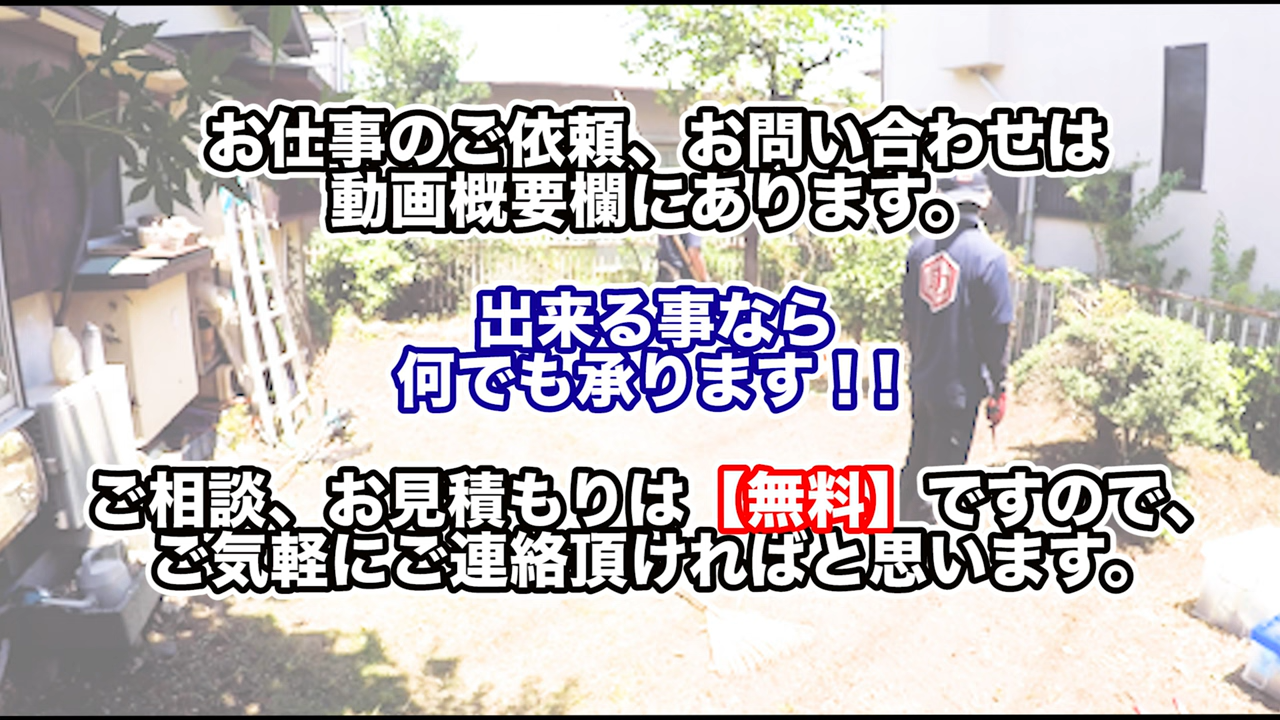 お仕事のご依頼、お問い合わせは
動画概要欄にあります。
出来る事なら
何でも承ります!!
ご相談、お見積もりは【無料】ですので、
ご気軽にご連絡頂ければと思います。